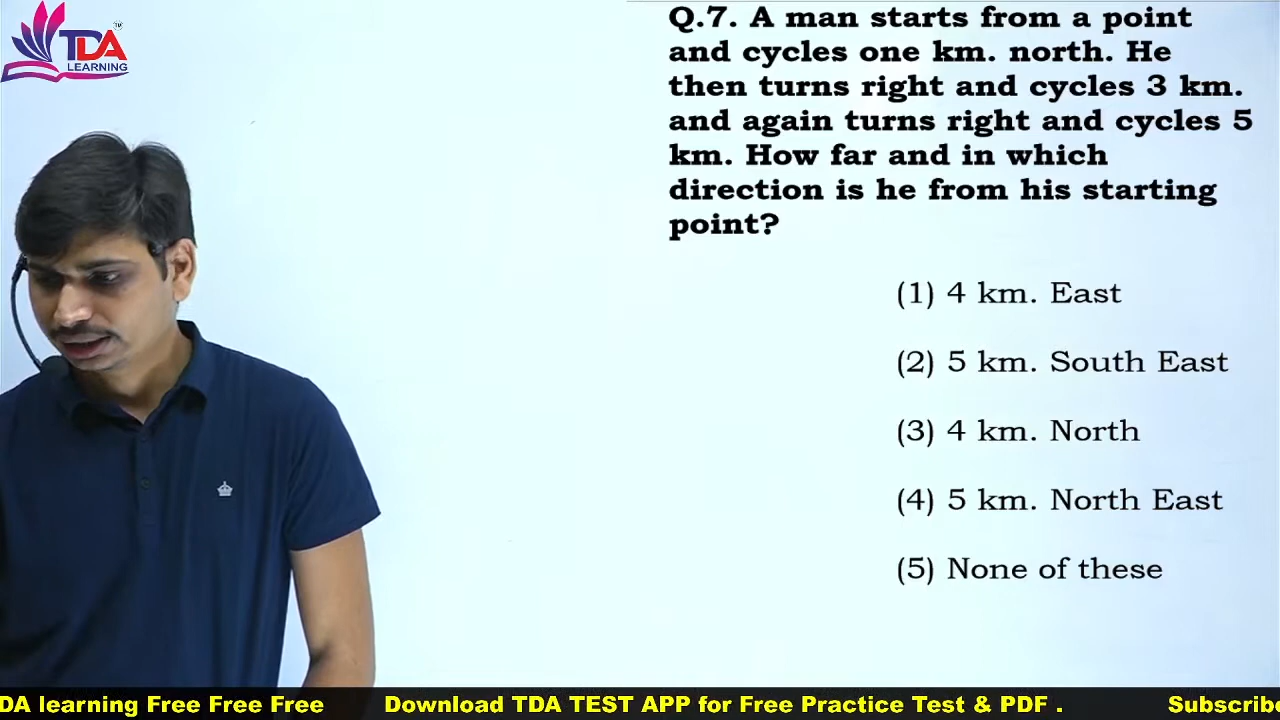 TDA
LEARNING
Q.7. A man starts from a point
and cycles one km. north. He
then turns right and cycles 3 km.
and again turns right and cycles 5
km. How far and in which
direction is he from his starting
point?
(1) 4 km. East
(2) 5 km. South East
(3) 4 km. North
(4) 5 km. North East
(5) None of these
DA learning Free Free Free Download TDA TEST APP for Free Practice Test & PDF . Subscribe